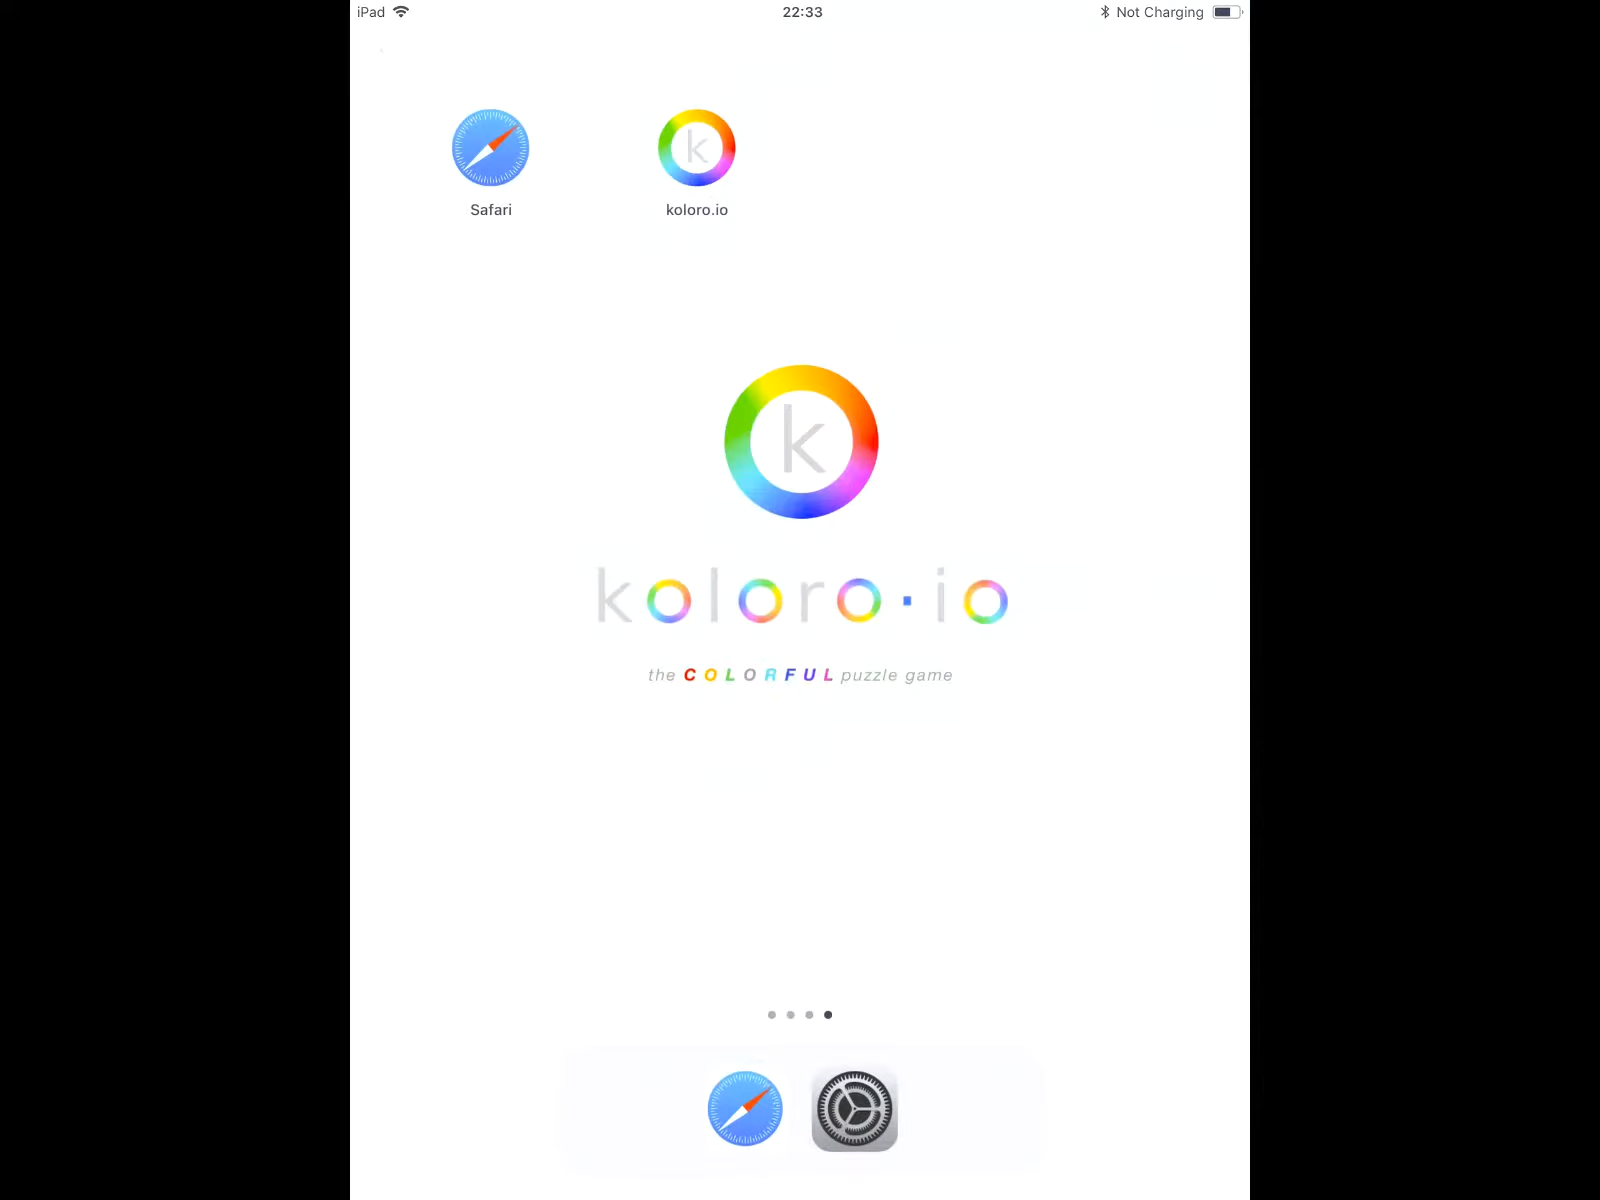 iPad 22:33 Not Charging
k
Safari koloro.io
k
koloro.io
the COLORFUL puzzle game